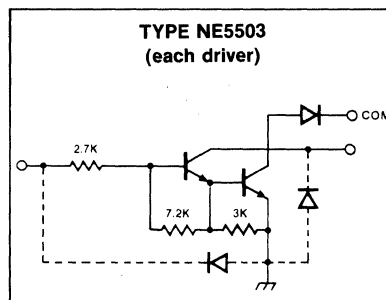 TYPE NE5503
(each driver)
COM
2.7K
7.2K
3K